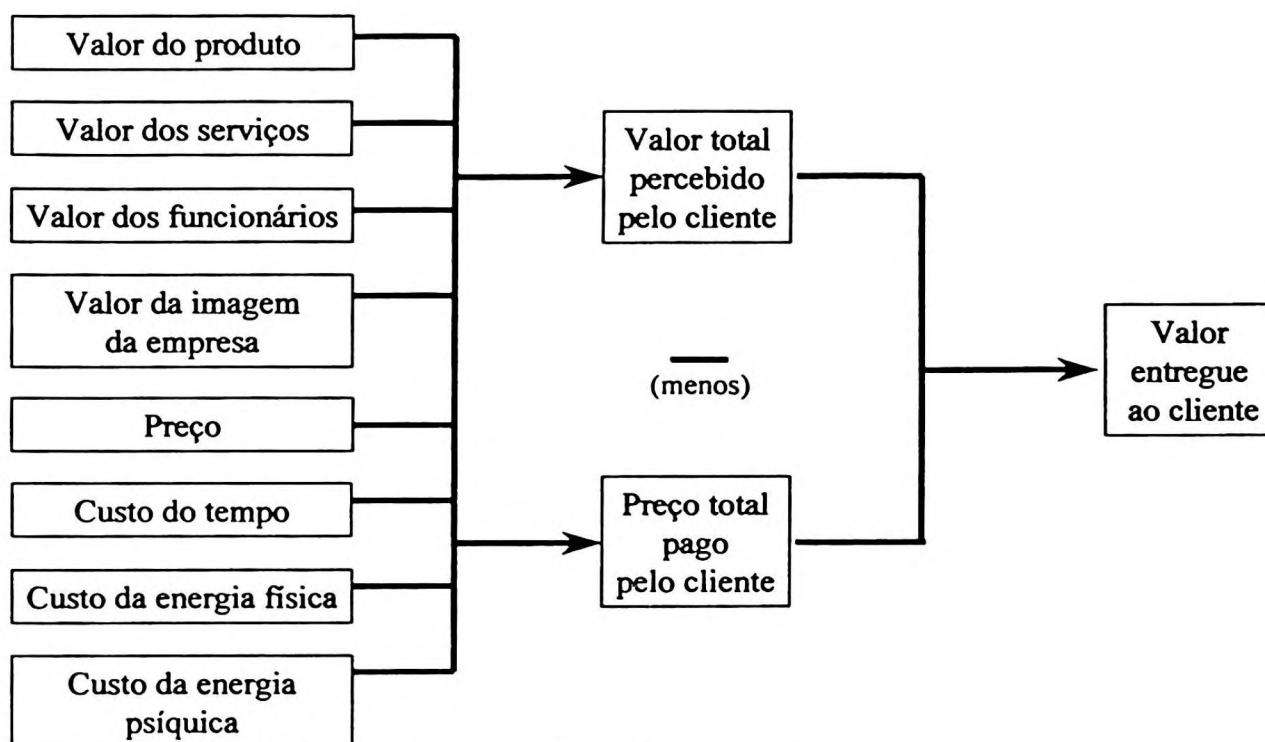 Valor do produto
Valor dos serviços
Valor dos funcionários
Valor da imagem
da empresa
Preço
Custo do tempo
Custo da energia física
Custo da energia
psíquica
Valor total
percebido
pelo cliente
(menos)
Preço total
pago
pelo cliente
Valor
entregue
ao cliente